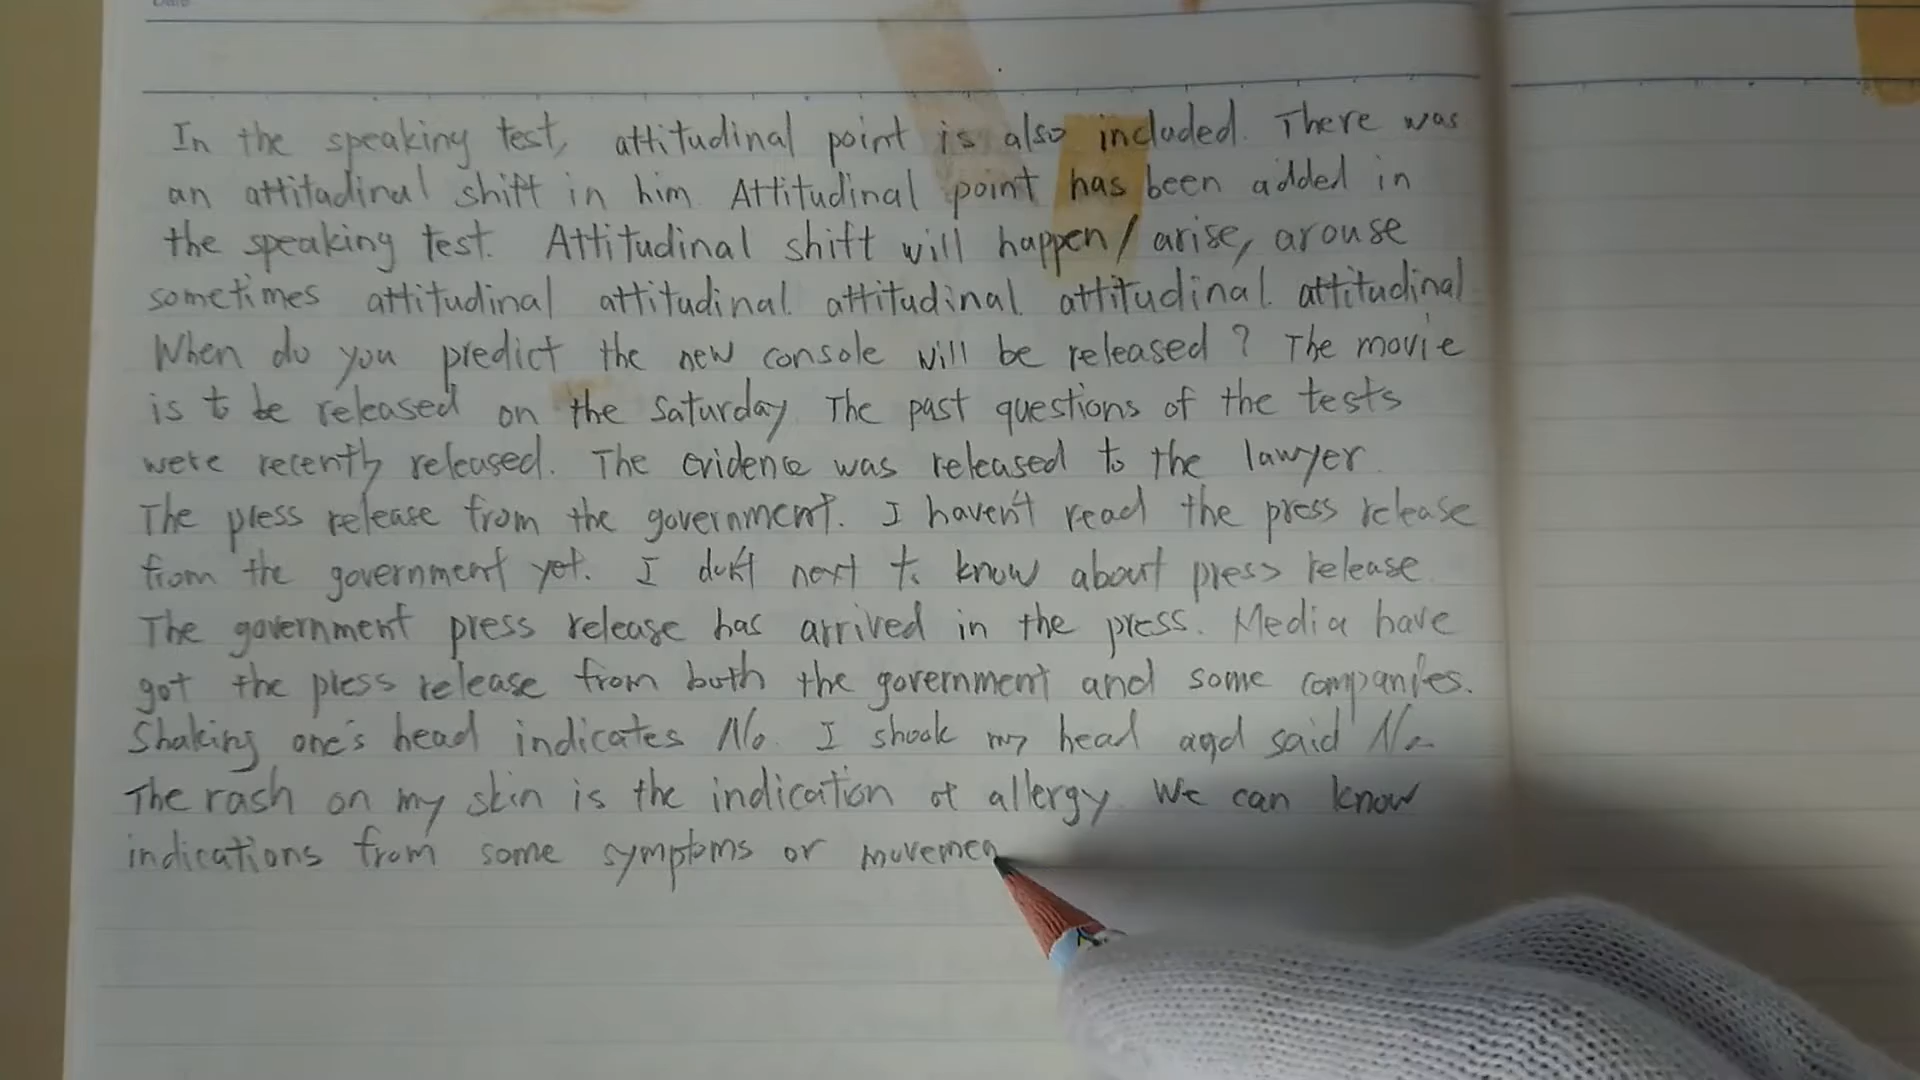 Date
In the speaking test, attitudinal point is also included. There was
an attitudinal shift in him. Attitudinal point has been added in
the speaking test. Attitudinal shift will happen / arise, arouse
sometimes attitudinal attitudinal. attitudinal. attitudinal. attitudinal
When do you predict the new console will be released? The movie
is to be released on the Saturday. The past questions of the tests
were recently released. The evidence was released to the lawyer.
The press release from the government. I haven't read the press release
from the government yet. I don't to know about press release.
The government press release has arrived in the press. Media have
got the press release from both the government and some companies.
Shaking one's head indicates No. I shook my head and said No
The rash on my skin is the indication of allergy. We can know
indications from some symptoms or movemen